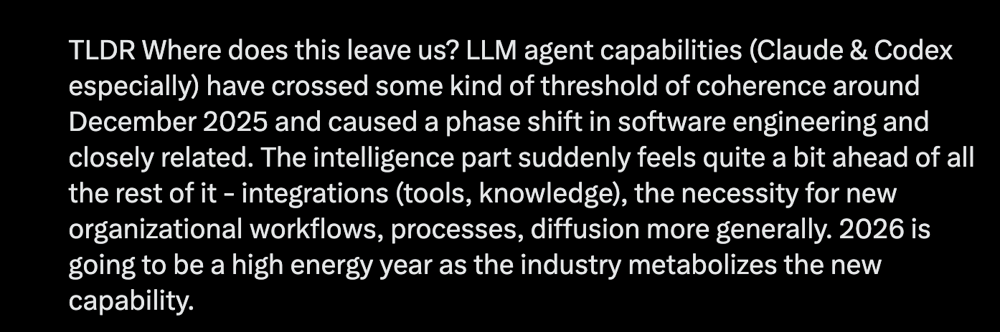 TLDR Where does this leave us? LLM agent capabilities (Claude & Codex
especially) have crossed some kind of threshold of coherence around
December 2025 and caused a phase shift in software engineering and
closely related. The intelligence part suddenly feels quite a bit ahead of all
the rest of it - integrations (tools, knowledge), the necessity for new
organizational workflows, processes, diffusion more generally. 2026 is
going to be a high energy year as the industry metabolizes the new
capability.